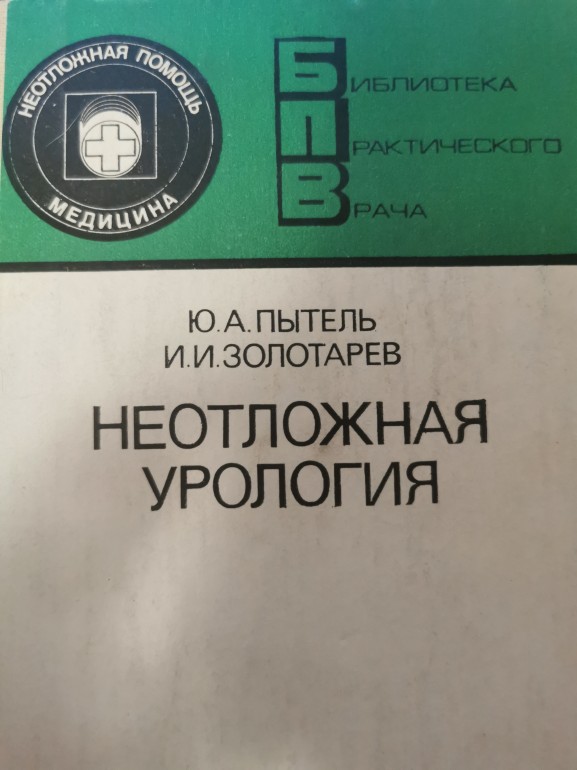 НЕОТЛОЖНАЯ ПОМОЩЬ
МЕДИЦИНА
БИБЛИОТЕКА
ПРАКТИЧЕСКОГО
ВРАЧА
Ю.А.ПЫТЕЛЬ
И.И.ЗОЛОТАРЕВ
НЕОТЛОЖНАЯ
УРОЛОГИЯ